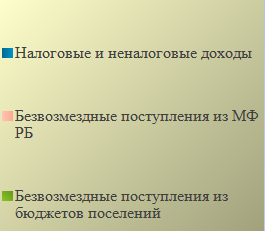 Налоговые и неналоговые доходы
Безвозмездные поступления из МФ
РБ
Безвозмездные поступления из
бюджетов поселений